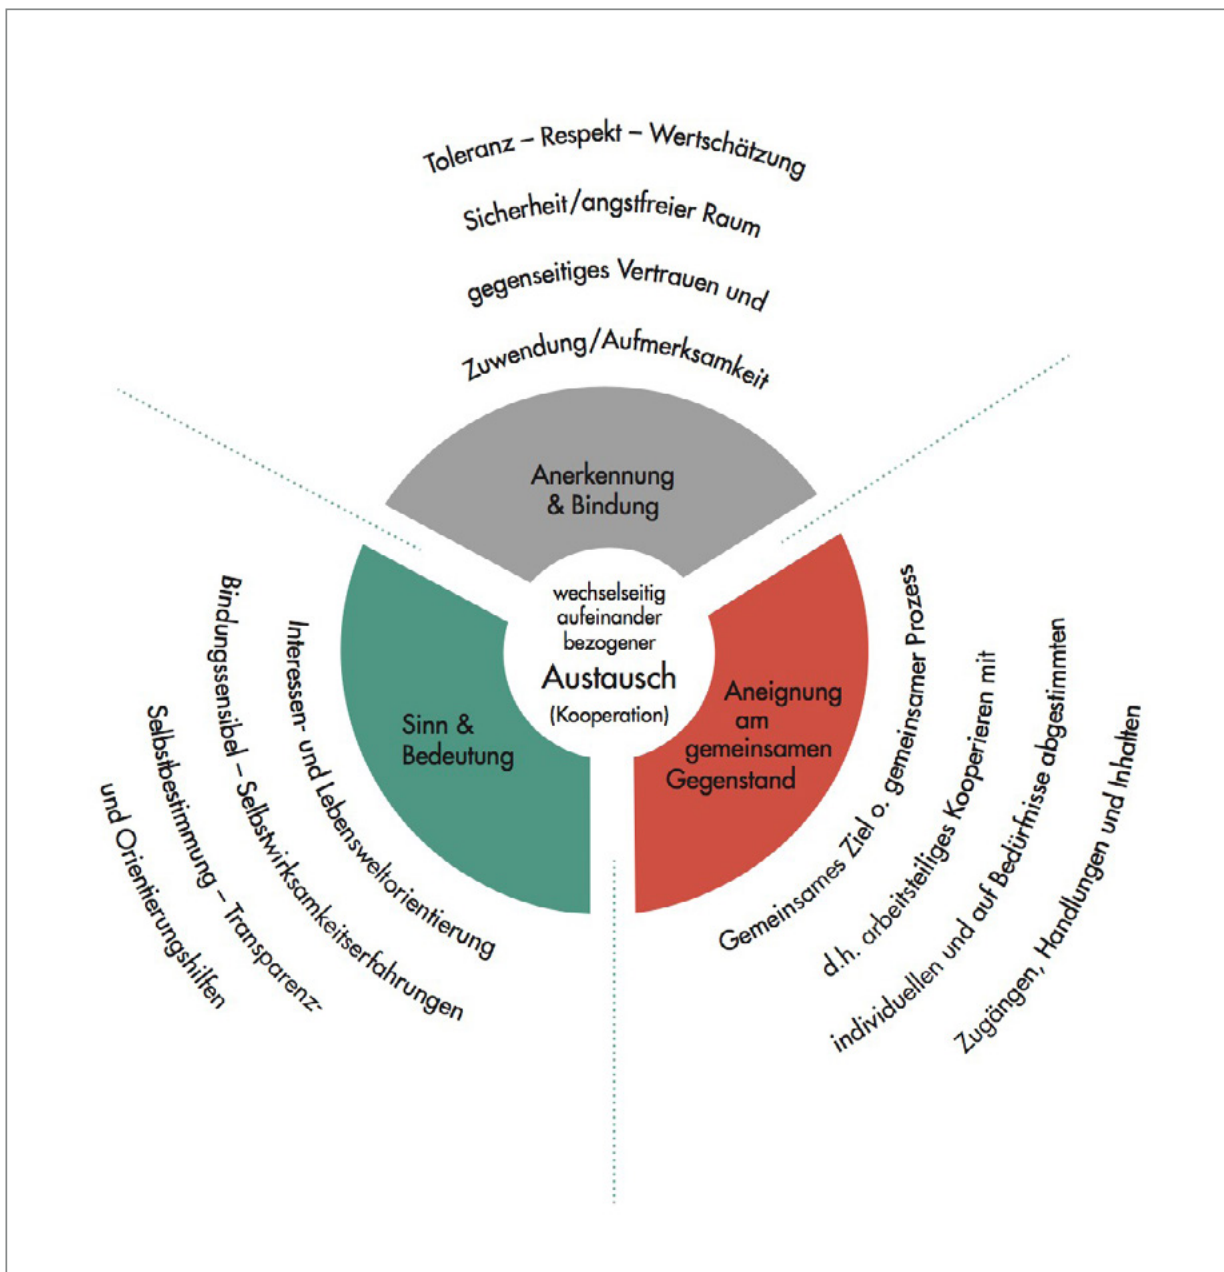 Toleranz – Respekt – Wertschätzung
Sicherheit/angstfreier Raum
gegenseitiges Vertrauen und
Zuwendung/Aufmerksamkeit
Anerkennung
& Bindung
wechselseitig
aufeinander
bezogener
Austausch
(Kooperation)
Sinn &
Bedeutung
Aneignung
am
gemeinsamen
Gegenstand
Interessen- und Lebensweltorientierung
Bindungssensibel – Selbstwirksamkeitserfahrungen
Selbstbestimmung – Transparenz-
und Orientierungshilfen
Gemeinsames Ziel o. gemeinsamer Prozess
d.h. arbeitsteiliges Kooperieren mit
individuellen und auf Bedürfnisse abgestimmten
Zugängen, Handlungen und Inhalten